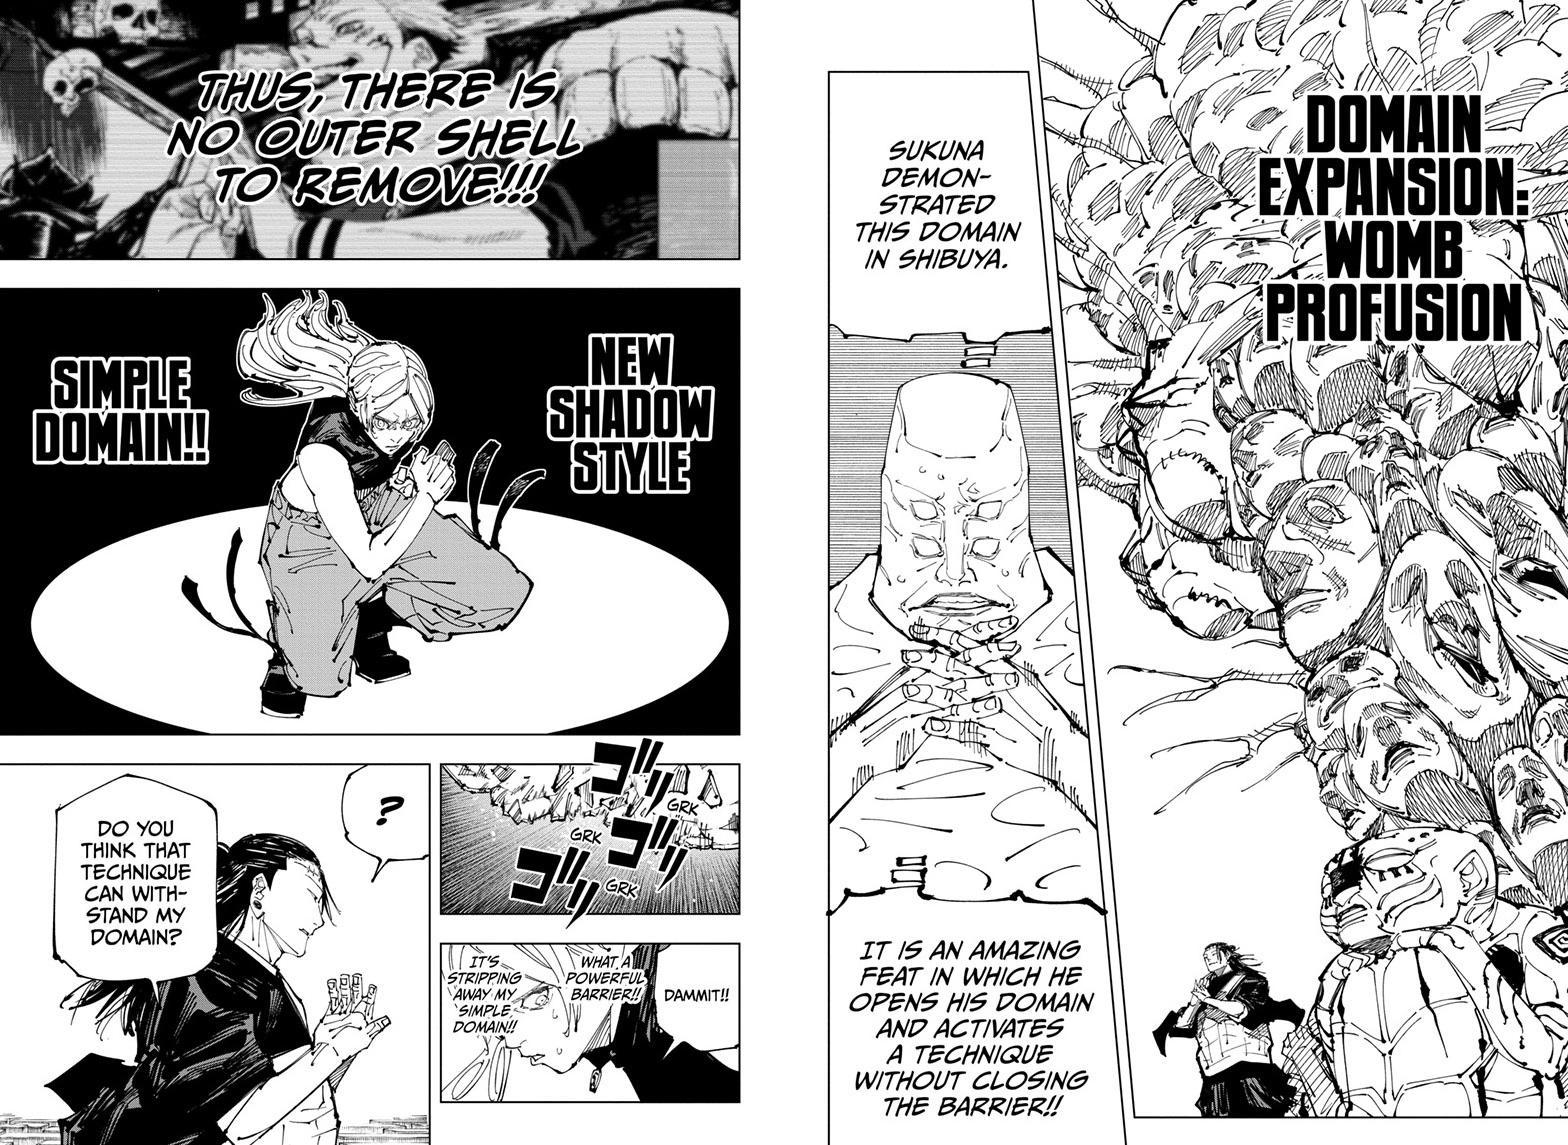 DOMAIN
EXPANSION:
WOMB
PROFUSION
SUKUNA
DEMON-
STRATED
THIS DOMAIN
IN SHIBUYA.
IT IS AN AMAZING
FEAT IN WHICH HE
OPENS HIS DOMAIN
AND ACTIVATES
A TECHNIQUE
WITHOUT CLOSING
THE BARRIER!!
THUS, THERE IS
NO OUTER SHELL
TO REMOVE!!!
NEW
SHADOW
STYLE
SIMPLE
DOMAIN!!
ゴッ
GRK
ゴッ
GRK
ゴッ
GRK
DAMMIT!!
WHAT A
POWERFUL
BARRIER!!
IT'S
STRIPPING
AWAY MY
SIMPLE
DOMAIN!!
?
DO YOU
THINK THAT
TECHNIQUE
CAN WITH-
STAND MY
DOMAIN?